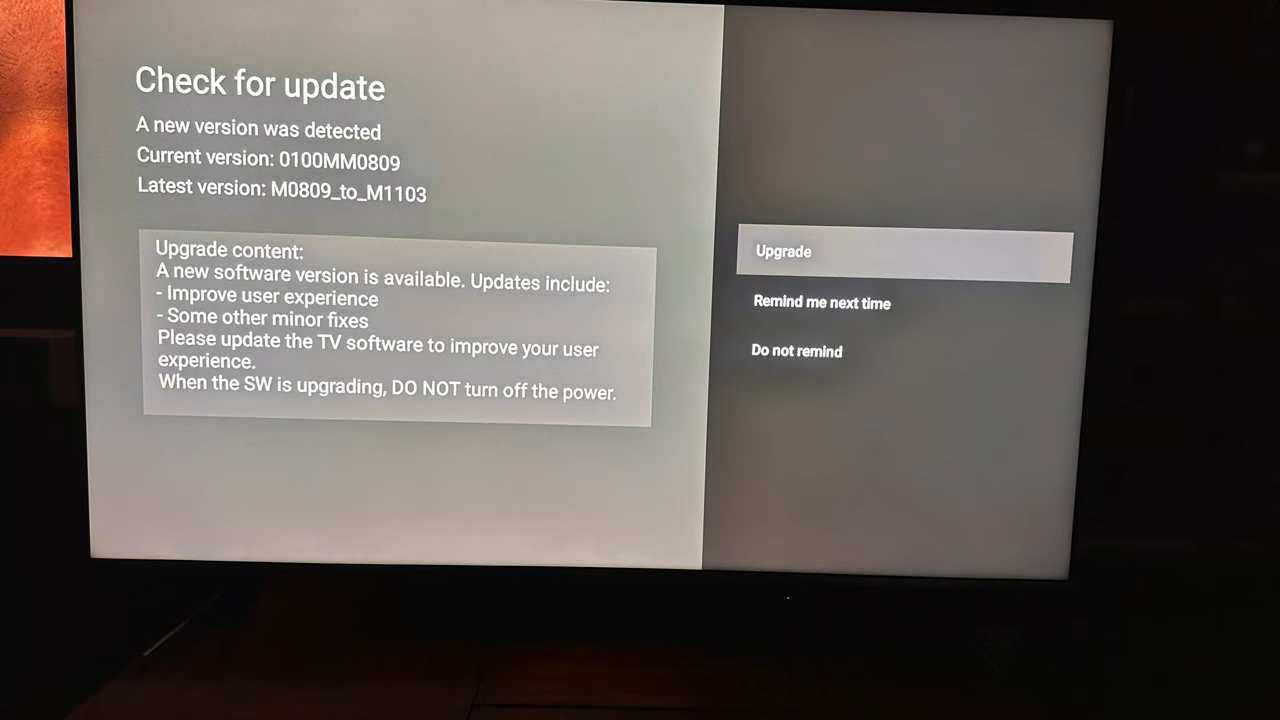 Check for update
A new version was detected
Current version: 0100MM0809
Latest version: M0809_to_M1103
Upgrade content:
A new software version is available. Updates include:
- Improve user experience
- Some other minor fixes
Please update the TV software to improve your user
experience.
When the SW is upgrading, DO NOT turn off the power.
Upgrade
Remind me next time
Do not remind